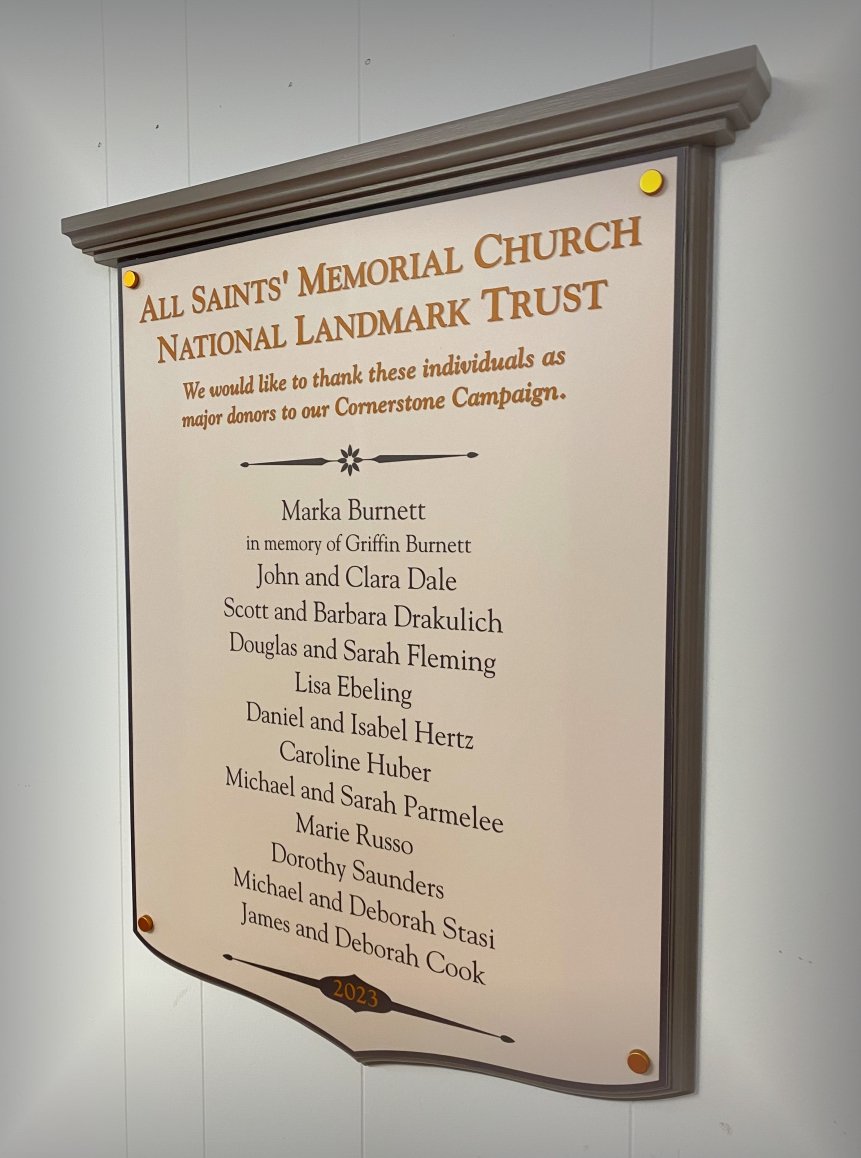 ALL SAINTS' MEMORIAL CHURCH
NATIONAL LANDMARK TRUST
We would like to thank these individuals as
major donors to our Cornerstone Campaign.
Marka Burnett
in memory of Griffin Burnett
John and Clara Dale
Scott and Barbara Drakulich
Douglas and Sarah Fleming
Lisa Ebeling
Daniel and Isabel Hertz
Caroline Huber
Michael and Sarah Parmelee
Marie Russo
Dorothy Saunders
Michael and Deborah Stasi
James and Deborah Cook
2023